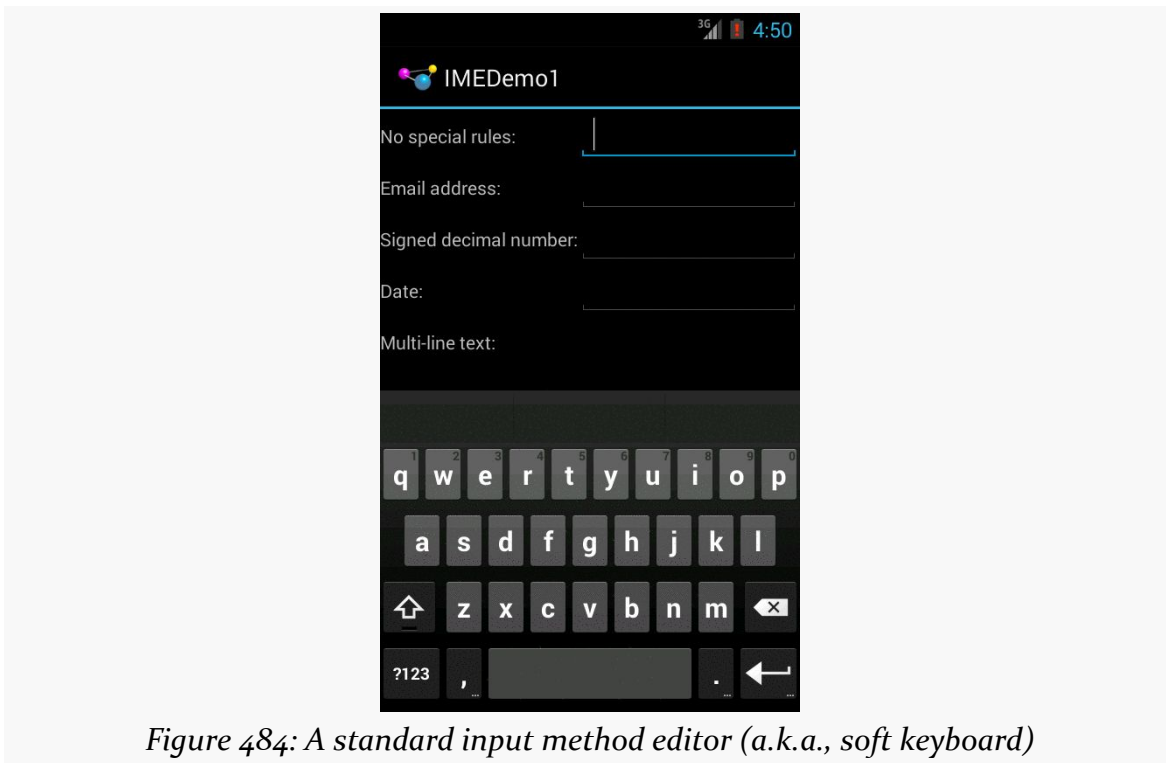 3G 4:50
IMEDemo1
No special rules:
Email address:
Signed decimal number:
Date:
Multi-line text:
1 2 3 4 5 6 7 8 9 0
q w e r t y u i o p
a s d f g h j k l
z x c v b n m
?123 , ... . ... ...
Figure 484: A standard input method editor (a.k.a., soft keyboard)